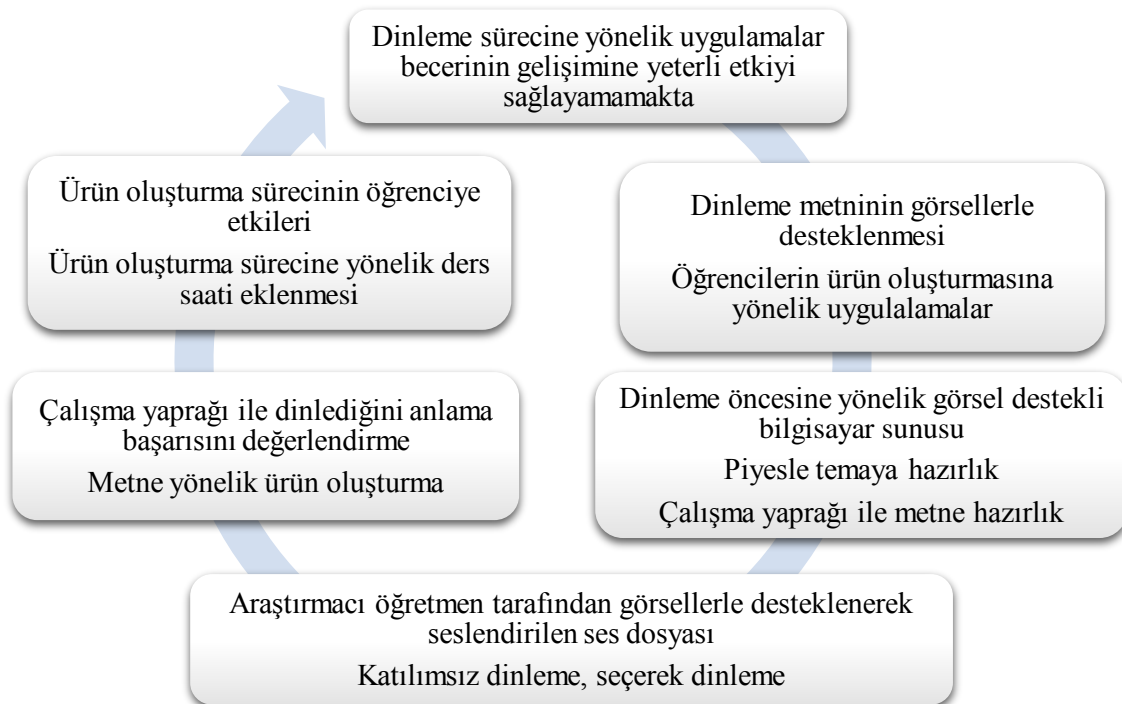 Dinleme sürecine yönelik uygulamalar
becerinin gelişimine yeterli etkiyi
sağlayamamakta
Dinleme metninin görsellerle
desteklenmesi
Öğrencilerin ürün oluşturmasına
yönelik uygulalamalar
Dinleme öncesine yönelik görsel destekli
bilgisayar sunusu
Piyesle temaya hazırlık
Çalışma yaprağı ile metne hazırlık
Araştırmacı öğretmen tarafından görsellerle desteklenerek
seslendirilen ses dosyası
Katılımsız dinleme, seçerek dinleme
Çalışma yaprağı ile dinlediğini anlama
başarısını değerlendirme
Metne yönelik ürün oluşturma
Ürün oluşturma sürecinin öğrenciye
etkileri
Ürün oluşturma sürecine yönelik ders
saati eklenmesi